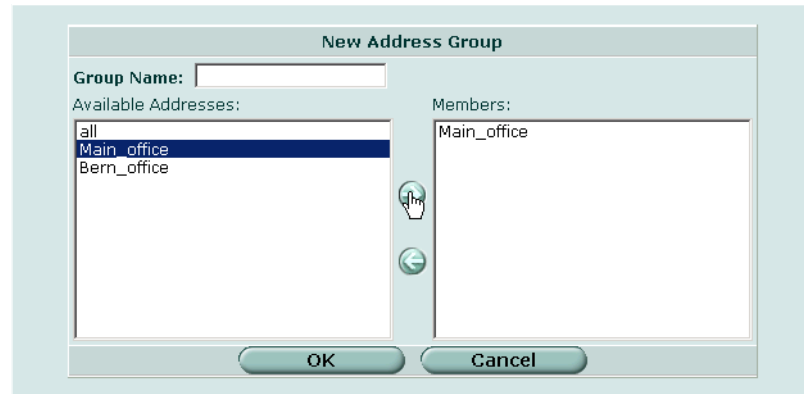 New Address Group
Group Name:
Available Addresses:
Members:
all
Main_office
Bern_office
Main_office
OK
Cancel